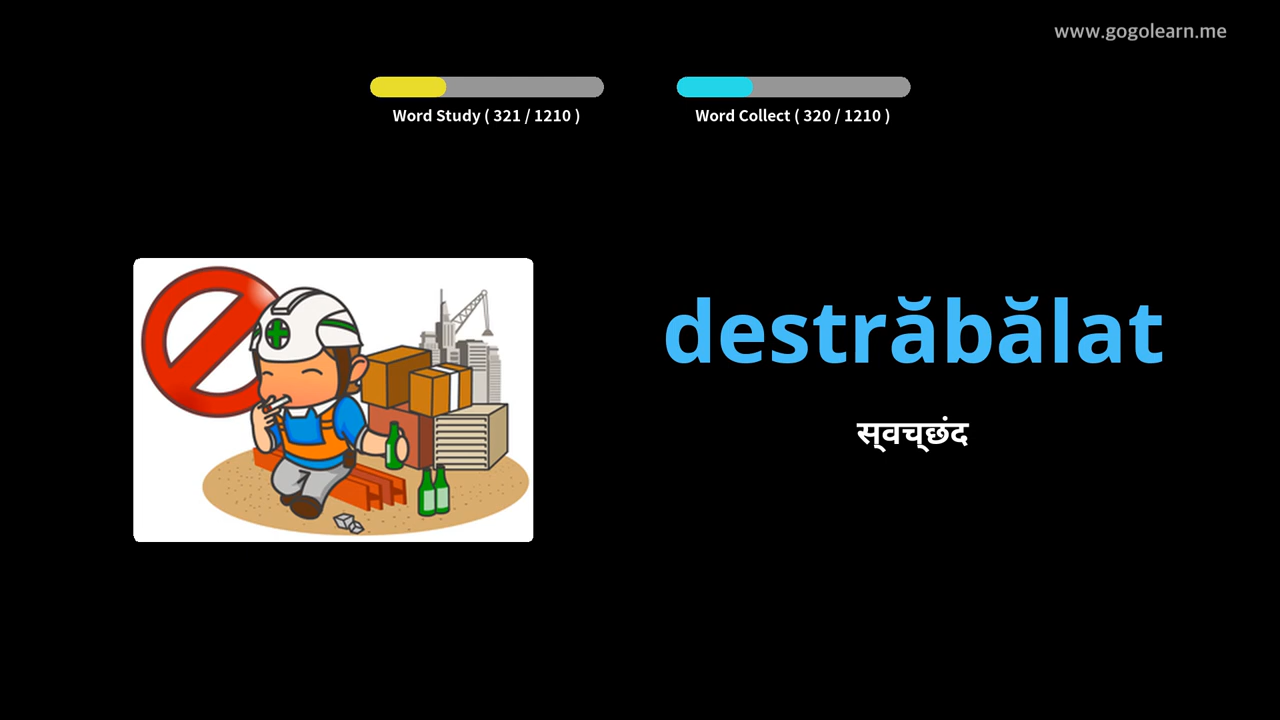 www.gogolearn.me
Word Study ( 321 / 1210 )
Word Collect ( 320 / 1210 )
destrăbălat
स्वच्छंद